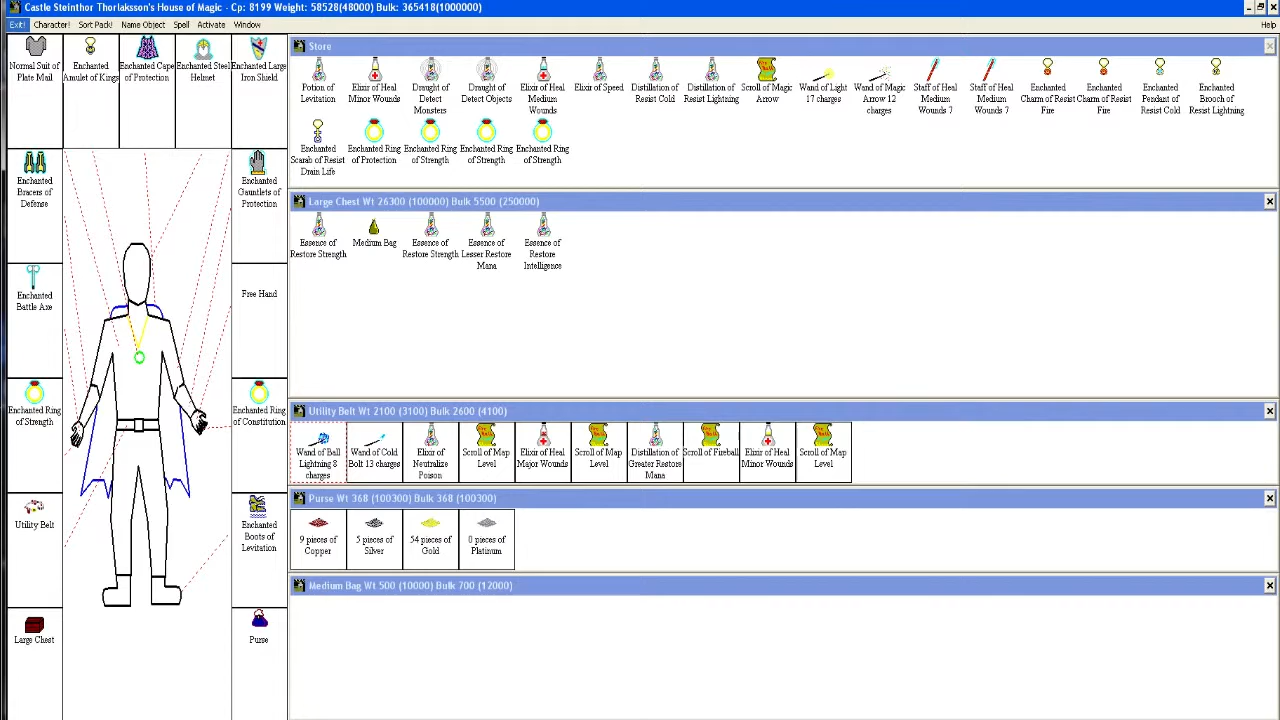 Castle Steinthor Thorlaksson's House of Magic - Cp: 8199 Weight: 58528(48000) Bulk: 365418(1000000)
Exit! Character! Sort Pack! Name Object Spell Activate Window Help
Normal Suit of
Plate Mail
Enchanted
Amulet of Kings
Enchanted Cape
of Protection
Enchanted Steel
Helmet
Enchanted Large
Iron Shield
Enchanted
Bracers of
Defense
Enchanted
Gauntlets of
Protection
Enchanted
Battle Axe
Free Hand
Enchanted Ring
of Strength
Enchanted Ring
of Constitution
Utility Belt
Enchanted
Boots of
Levitation
Large Chest
Purse
Store
Potion of
Levitation
Elixir of Heal
Minor Wounds
Draught of
Detect
Monsters
Draught of
Detect Objects
Elixir of Heal
Medium
Wounds
Elixir of Speed
Distillation of
Resist Cold
Distillation of
Resist Lightning
Scroll of Magic
Arrow
Wand of Light
17 charges
Wand of Magic
Arrow 12
charges
Staff of Heal
Medium
Wounds 7
Staff of Heal
Medium
Wounds 7
Enchanted
Charm of Resist
Fire
Enchanted
Charm of Resist
Fire
Enchanted
Pendant of
Resist Cold
Enchanted
Brooch of
Resist Lightning
Enchanted
Scarab of Resist
Drain Life
Enchanted Ring
of Protection
Enchanted Ring
of Strength
Enchanted Ring
of Strength
Enchanted Ring
of Strength
Large Chest Wt 26300 (100000) Bulk 5500 (250000)
Essence of
Restore Strength
Medium Bag
Essence of
Restore Strength
Essence of
Lesser Restore
Mana
Essence of
Restore
Intelligence
Utility Belt Wt 2100 (3100) Bulk 2600 (4100)
Wand of Ball
Lightning 8
charges
Wand of Cold
Bolt 13 charges
Elixir of
Neutralize
Poison
Scroll of Map
Level
Elixir of Heal
Major Wounds
Scroll of Map
Level
Distillation of
Greater Restore
Mana
Scroll of Fireball
Elixir of Heal
Minor Wounds
Scroll of Map
Level
Purse Wt 368 (100300) Bulk 368 (100300)
9 pieces of
Copper
5 pieces of
Silver
54 pieces of
Gold
0 pieces of
Platinum
Medium Bag Wt 500 (10000) Bulk 700 (12000)